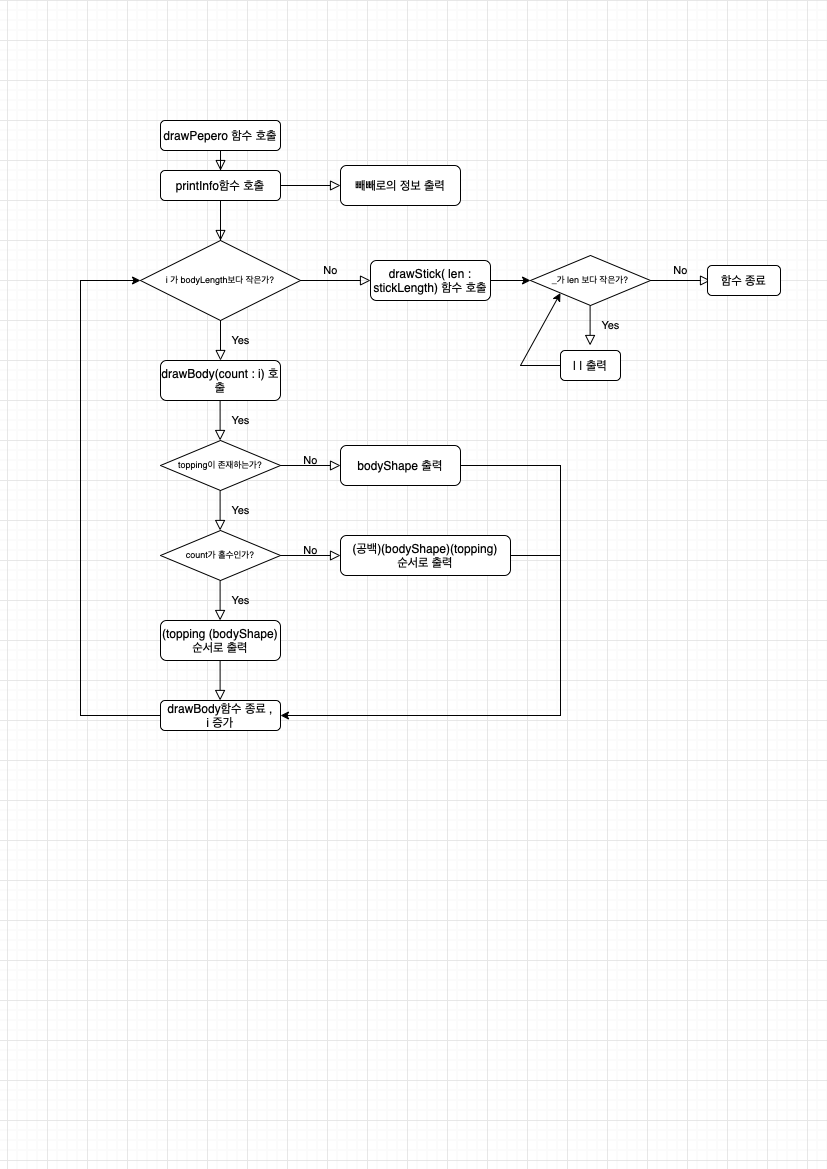 drawPepero 함수 호출
printInfo함수 호출
빼빼로의 정보 출력
i 가 bodyLength보다 작은가?
No
drawStick( len :
stickLength) 함수 호출
_가 len 보다 작은가?
No
함수 종료
Yes
l l 출력
Yes
drawBody(count : i) 호
출
Yes
topping이 존재하는가?
No
bodyShape 출력
Yes
count가 홀수인가?
No
(공백)(bodyShape)(topping)
순서로 출력
Yes
(topping (bodyShape)
순서로 출력
drawBody함수 종료 ,
i 증가